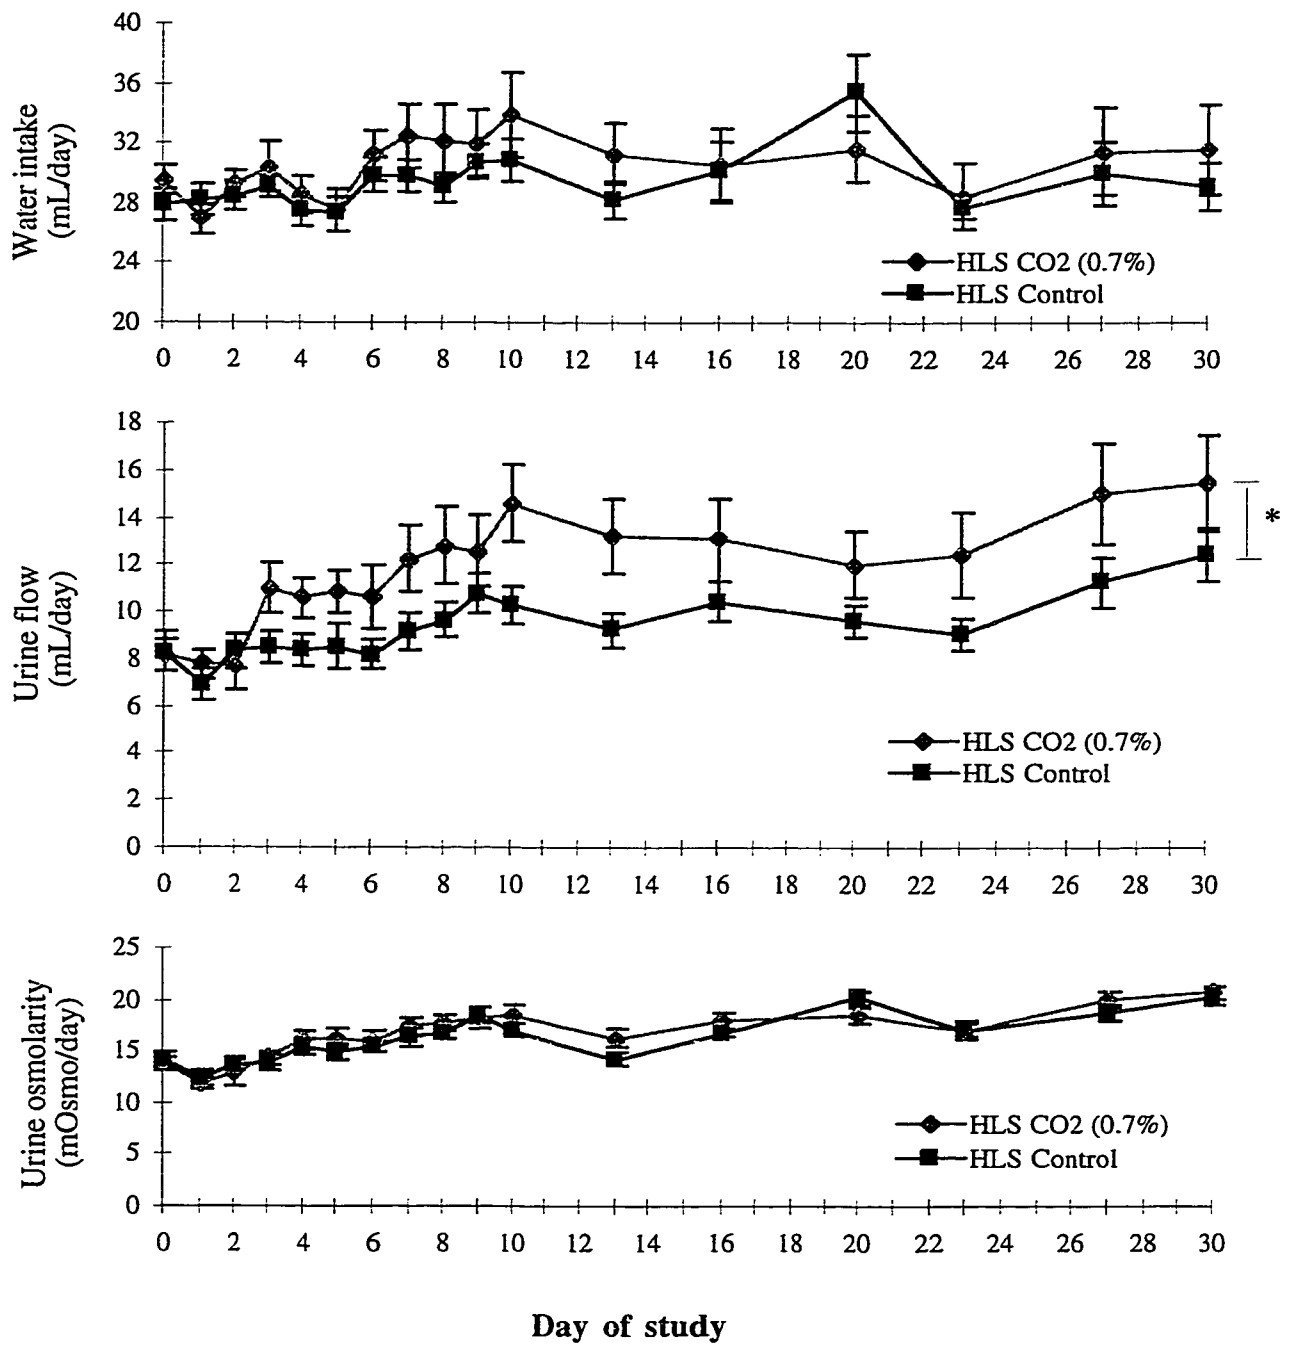 40
36
32
28
24
20
Water intake
(mL/day)
HLS CO2 (0.7%)
HLS Control
0 2 4 6 8 10 12 14 16 18 20 22 24 26 28 30
18
16
14
12
10
8
6
4
2
0
Urine flow
(mL/day)
*
HLS CO2 (0.7%)
HLS Control
0 2 4 6 8 10 12 14 16 18 20 22 24 26 28 30
25
20
15
10
5
0
Urine osmolarity
(mOsmo/day)
HLS CO2 (0.7%)
HLS Control
0 2 4 6 8 10 12 14 16 18 20 22 24 26 28 30
Day of study